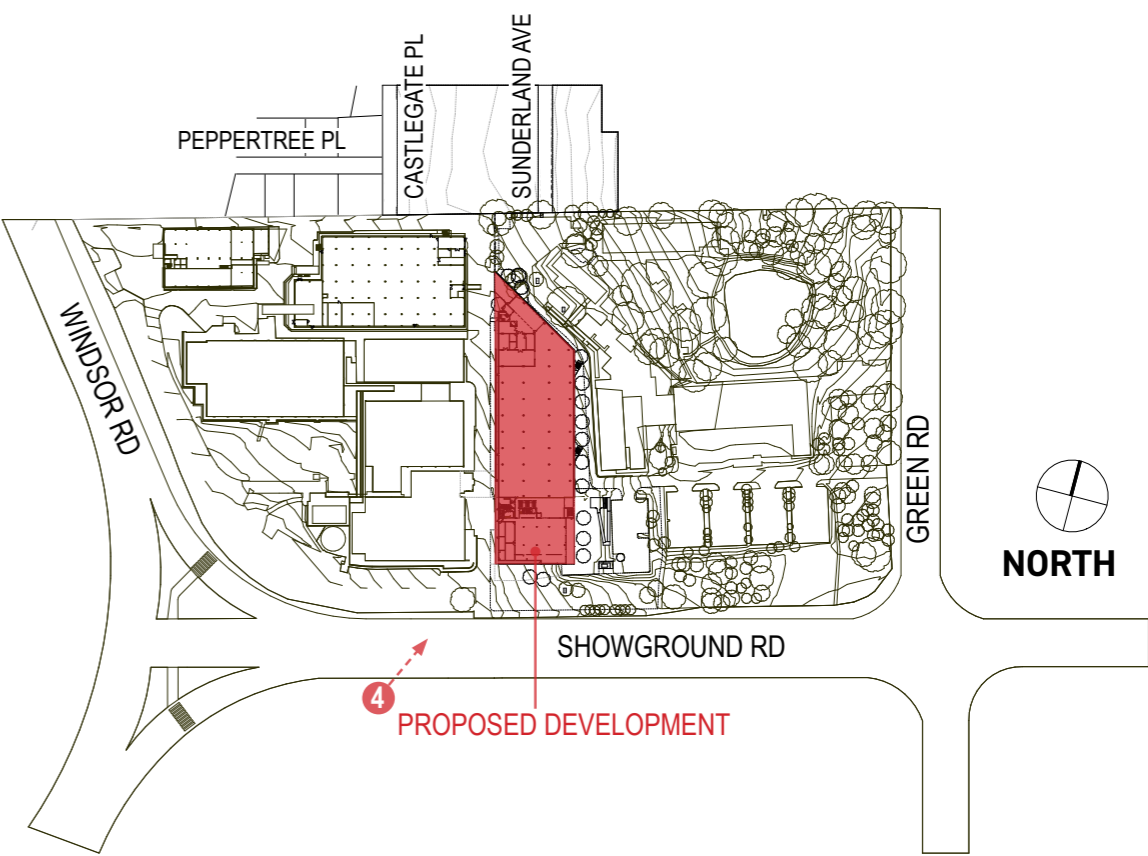 CASTLEGATE PL
SUNDERLAND AVE
PEPPERTREE PL
WINDSOR RD
GREEN RD
NORTH
SHOWGROUND RD
4
PROPOSED DEVELOPMENT